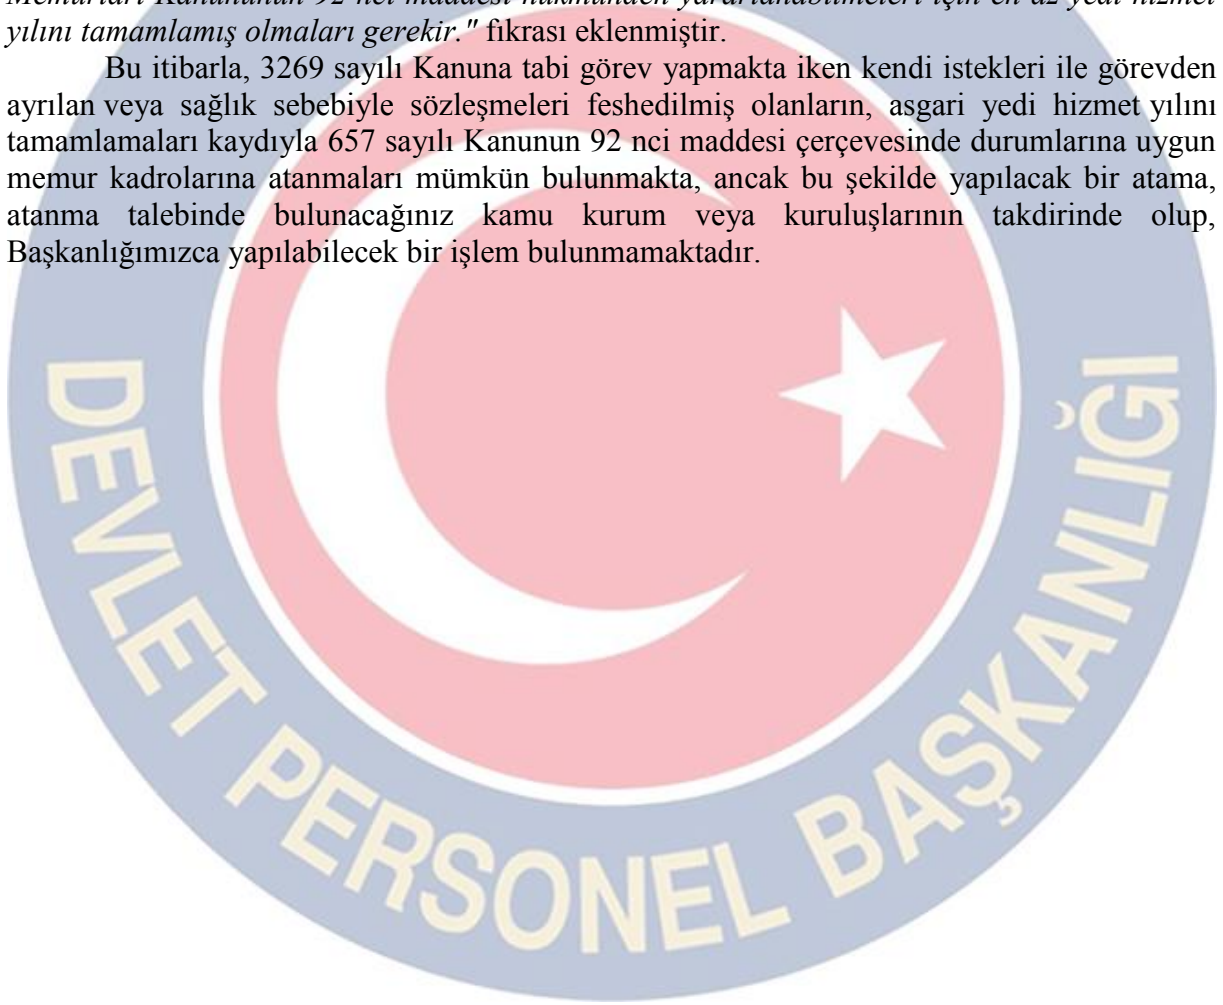 Memurları Kanununun 92 nci maddesi hükmünden yararlanabilmeleri için en az yedi hizmet
yılını tamamlamış olmaları gerekir." fıkrası eklenmiştir.
Bu itibarla, 3269 sayılı Kanuna tabi görev yapmakta iken kendi istekleri ile görevden
ayrılan veya sağlık sebebiyle sözleşmeleri feshedilmiş olanların, asgari yedi hizmet yılını
tamamlamaları kaydıyla 657 sayılı Kanunun 92 nci maddesi çerçevesinde durumlarına uygun
memur kadrolarına atanmaları mümkün bulunmakta, ancak bu şekilde yapılacak bir atama,
atanma talebinde bulunacağınız kamu kurum veya kuruluşlarının takdirinde olup,
Başkanlığımızca yapılabilecek bir işlem bulunmamaktadır.
DEVLET PERSONEL BAŞKANLIĞI